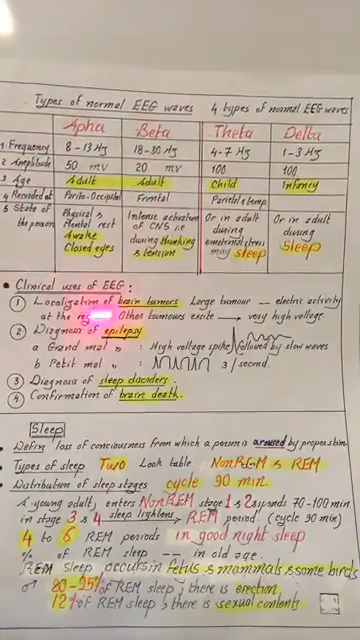 Types of normal EEG waves 4 types of normal EEG waves
Apha Beta Theta Delta
1 Frequency 8-13 Hz 18-30 Hz 4-7 Hz 1-3 Hz
2 Amplitude 50 mv 20 mv 100 100
3 Age Adult Adult Child Infancy
4 Recorded at Parito-Occipital Frontal Parietal & temp
5 State of the person Physical & Mental rest Awake Closed eyes Intense activation of CNS i.e during thinking & tension Or in adult during emotional stress may sleep Or in adult during Sleep
• Clinical uses of EEG:
① Localization of brain tumors Large tumour -- electric activity
at the Other tumours excite → very high voltage.
② Diagnosis of epilepsy
a Grand mal " : High voltage spike followed by slow waves
b Petit mal " : 3/second.
③ Diagnosis of sleep disorders.
④ Confirmation of brain death.
Sleep
• Defin loss of conciousness from which a person is aroused by
• Types of sleep Two Look table NonREM & REM
• Distribution of sleep stages cycle 90 min
A young adult, enters NonREM stage 1 & 2 spends 70-100 min
in stage 3 & 4 sleep lightens → REM period. (cycle 90 min)
4 to 6 REM periods in good night sleep
% of REM sleep --- in old age.
REM sleep occurs in fetus & mammals & some birds
♂ 80-95% of REM sleep; there is erection
12% of REM sleep, there is sexual contents